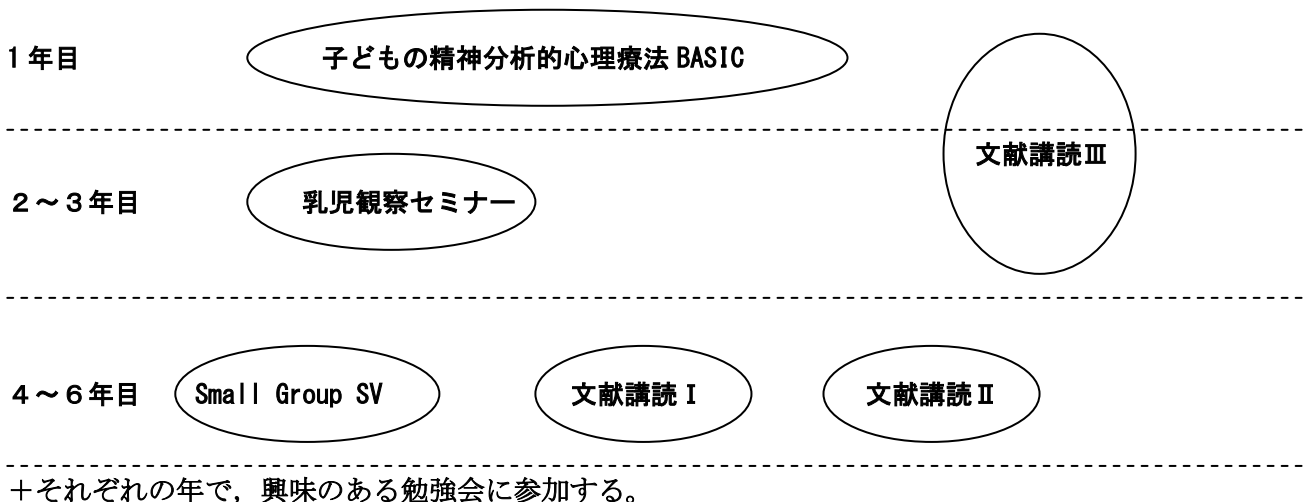 1年目
子どもの精神分析的心理療法 BASIC
文献講読Ⅲ
2~3年目
乳児観察セミナー
4~6年目
Small Group SV
文献講読Ⅰ
文献講読Ⅱ
+それぞれの年で,興味のある勉強会に参加する。